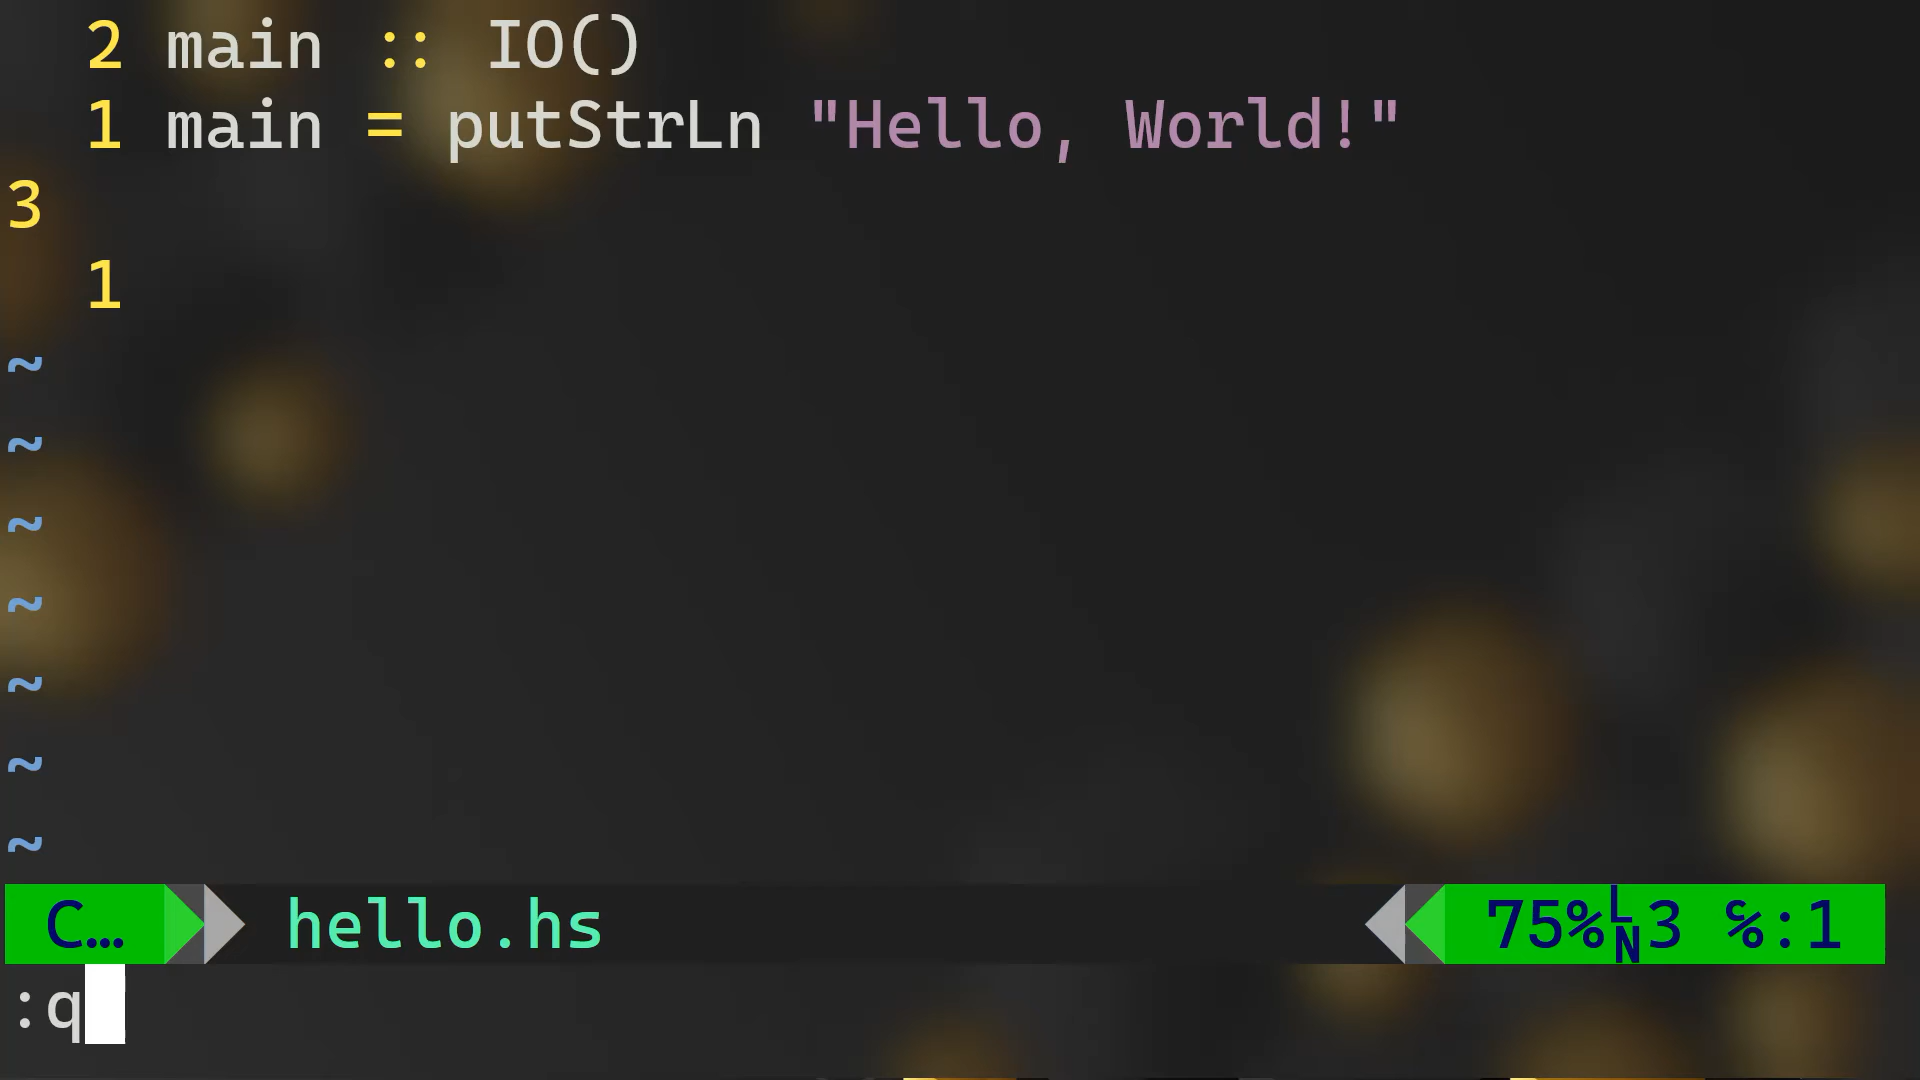 2 main :: IO()
1 main = putStrLn "Hello, World!"
3
1
~
~
~
~
~
~
~
C… hello.hs 75%␤3 ℅:1
:q